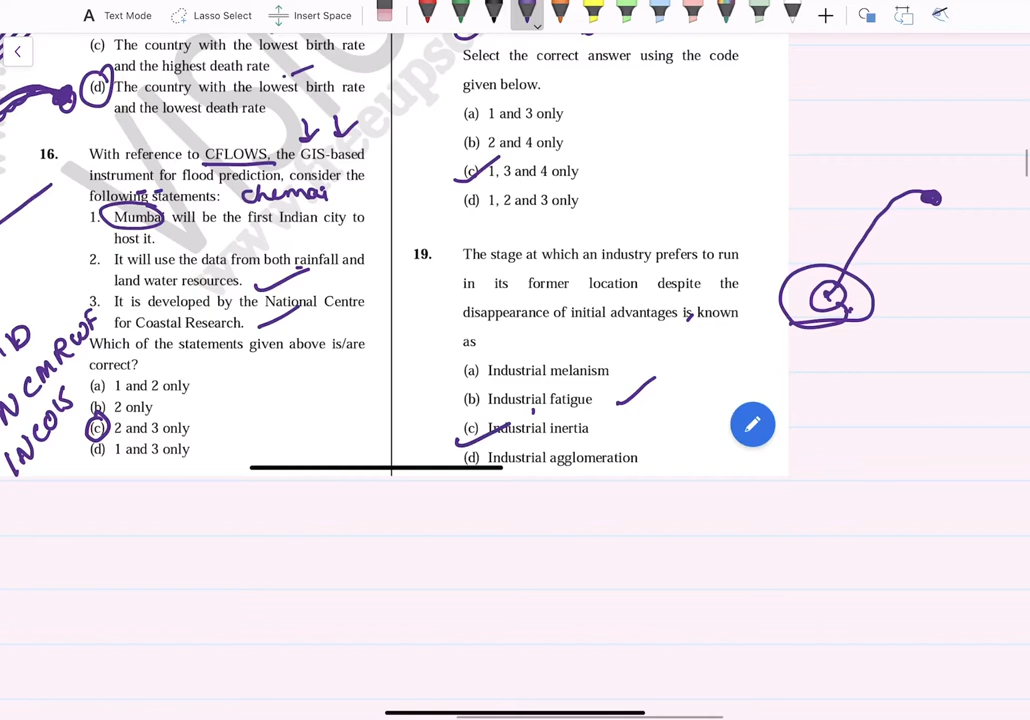 A Text Mode
Lasso Select
Insert Space
(c) The country with the lowest birth rate
and the highest death rate
(d) The country with the lowest birth rate
and the lowest death rate
16. With reference to CFLOWS, the GIS-based
instrument for flood prediction, consider the
following statements:
chennai
1. Mumbai will be the first Indian city to
host it.
2. It will use the data from both rainfall and
land water resources.
3. It is developed by the National Centre
for Coastal Research.
Which of the statements given above is/are
correct?
(a) 1 and 2 only
(b) 2 only
(c) 2 and 3 only
(d) 1 and 3 only
NCMRWF
INCOIS
Select the correct answer using the code
given below.
(a) 1 and 3 only
(b) 2 and 4 only
(c) 1, 3 and 4 only
(d) 1, 2 and 3 only
19. The stage at which an industry prefers to run
in its former location despite the
disappearance of initial advantages is known
as
(a) Industrial melanism
(b) Industrial fatigue
(c) Industrial inertia
(d) Industrial agglomeration